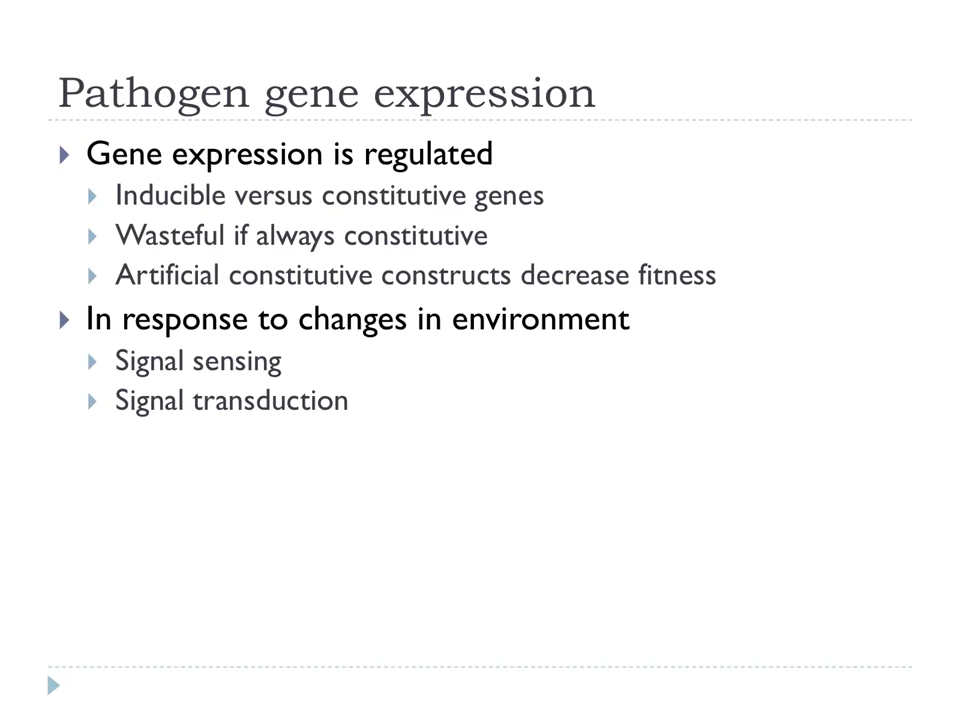 Pathogen gene expression
Gene expression is regulated
Inducible versus constitutive genes
Wasteful if always constitutive
Artificial constitutive constructs decrease fitness
In response to changes in environment
Signal sensing
Signal transduction